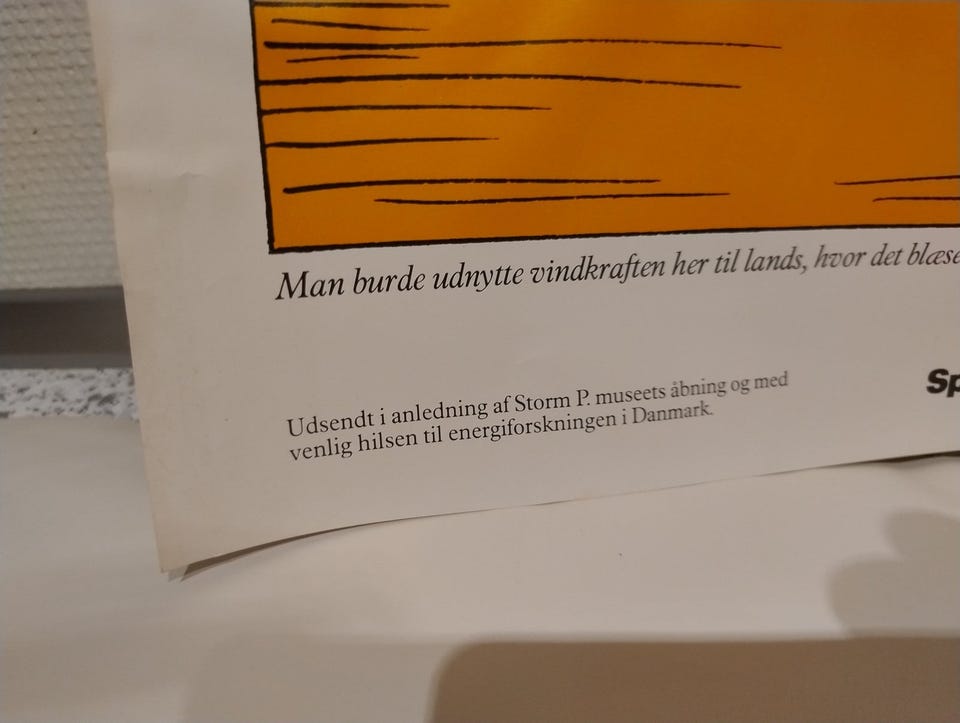 Man burde udnytte vindkraften her til lands, hvor det blæse
Udsendt i anledning af Storm P. museets åbning og med
venlig hilsen til energiforskningen i Danmark.
Sp